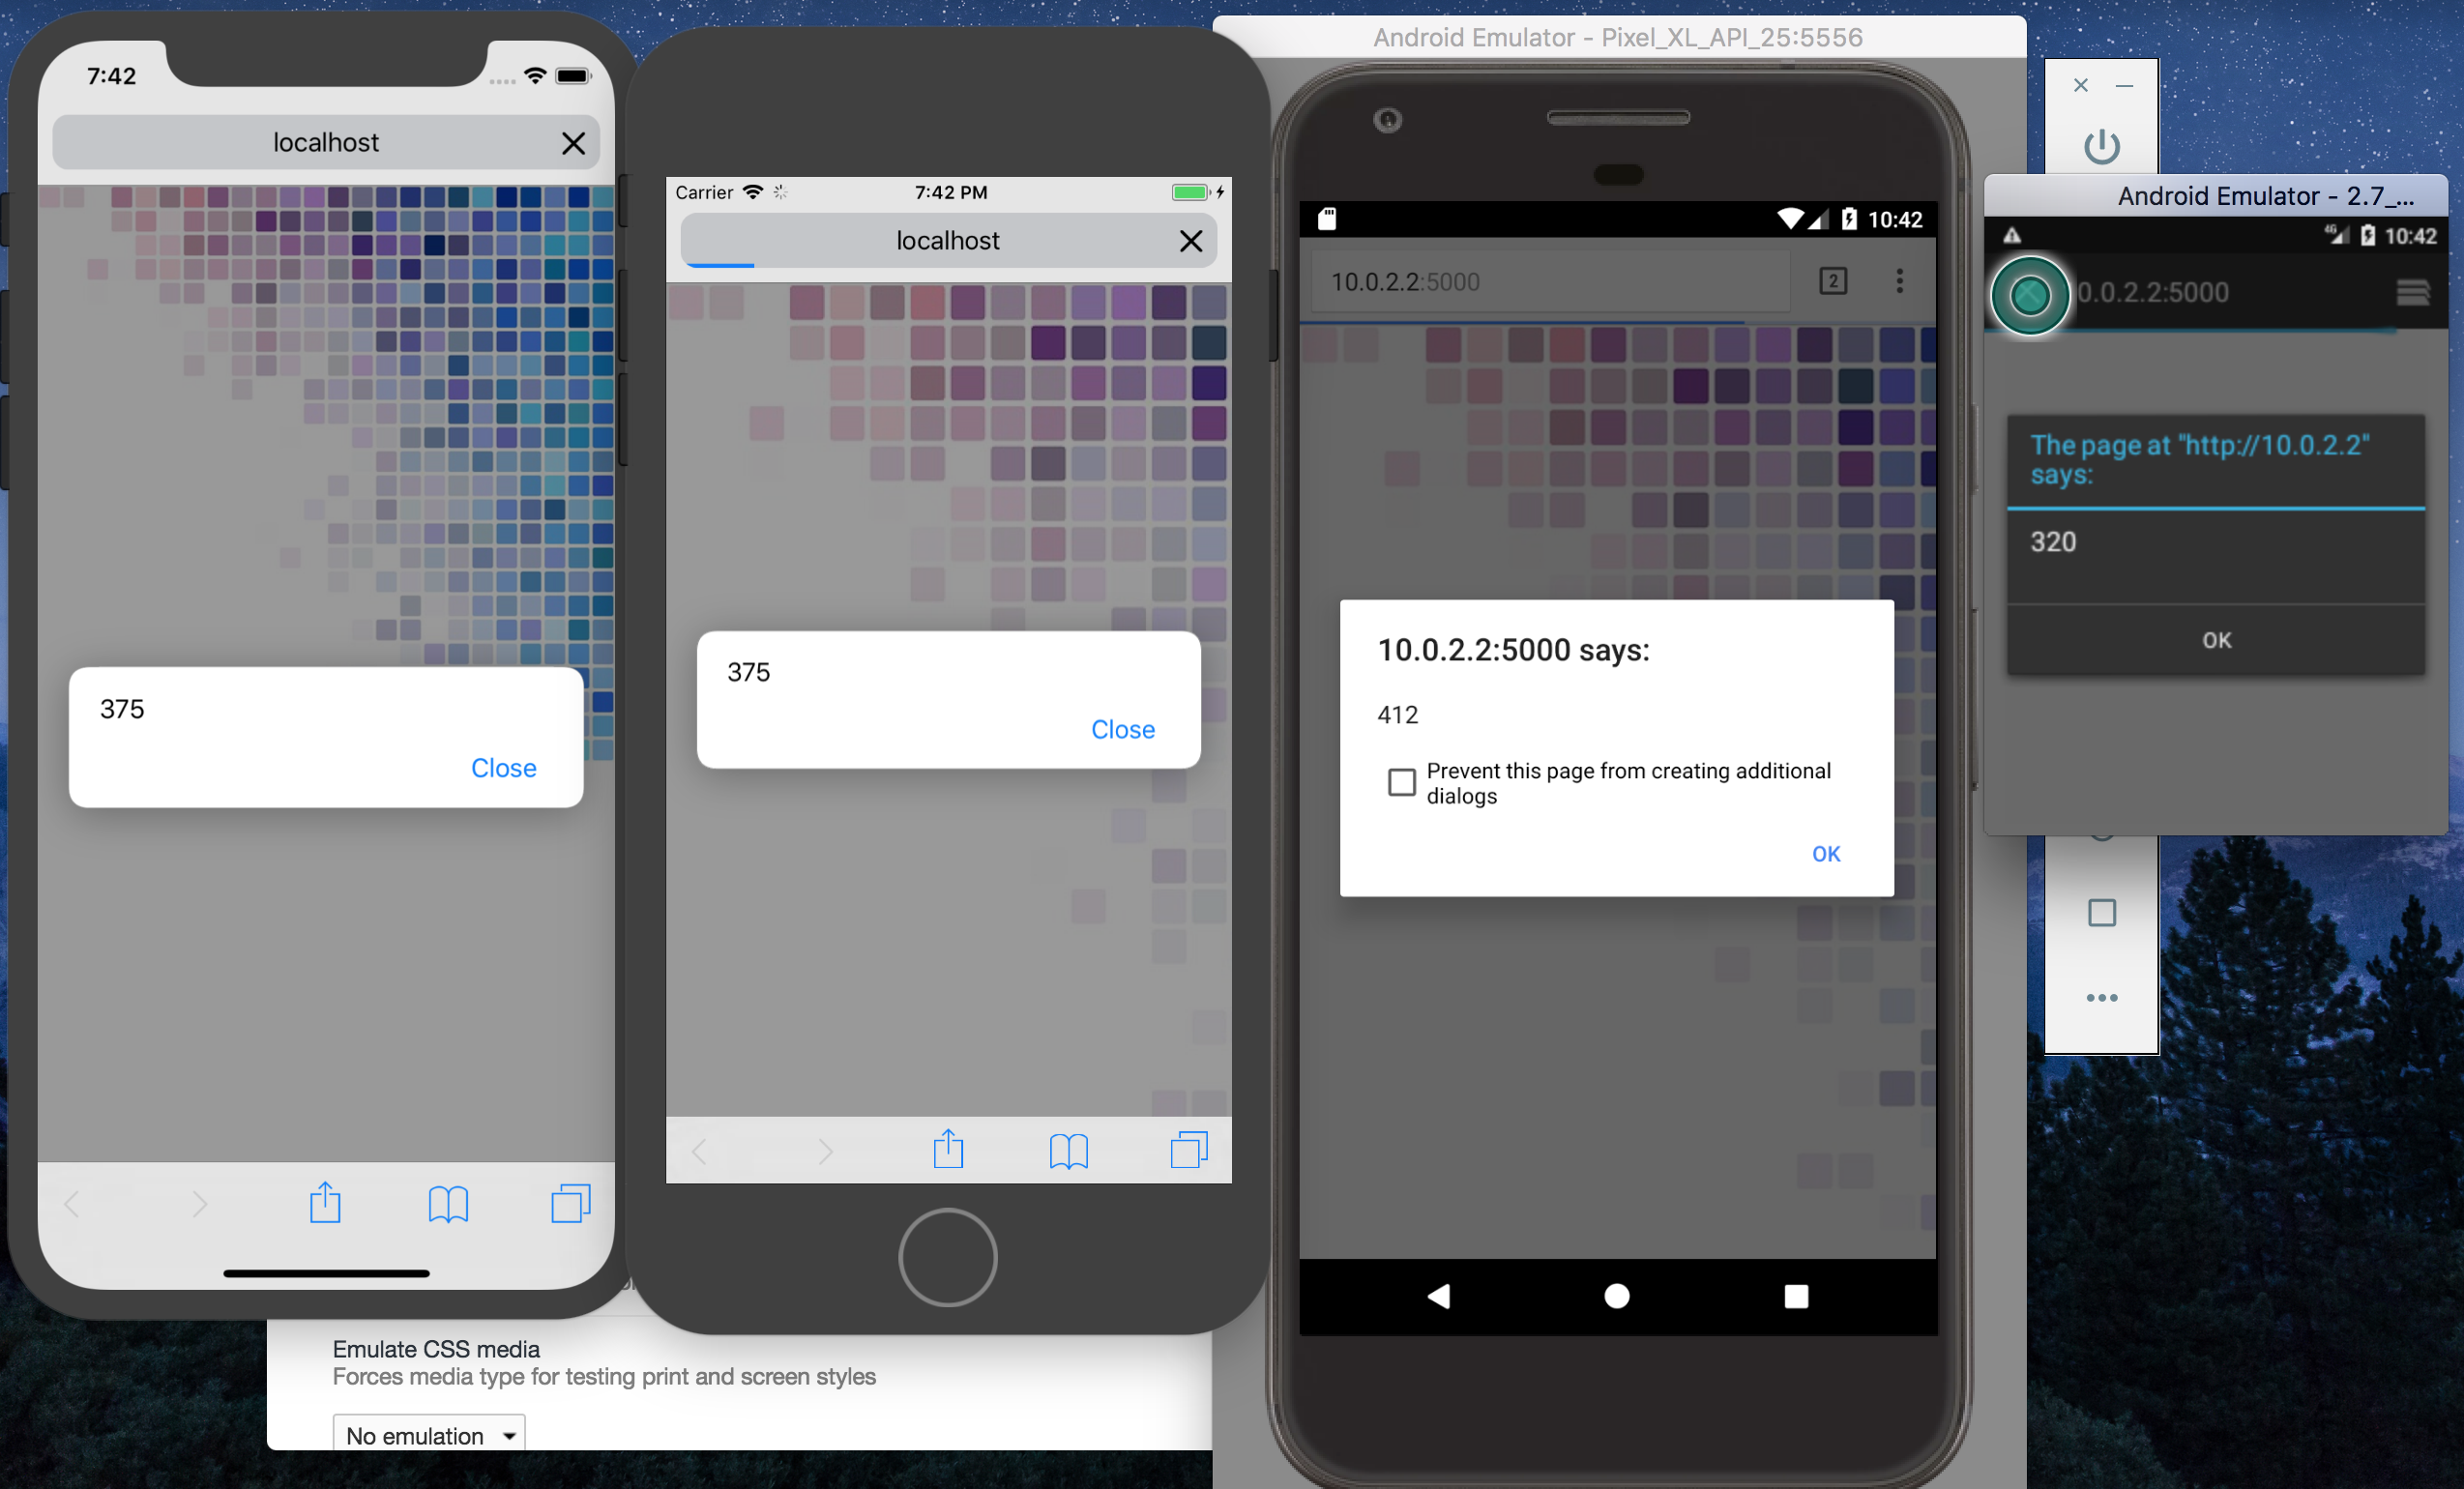 7:42
localhost
375
Close
Carrier
7:42 PM
localhost
375
Close
Android Emulator - Pixel_XL_API_25:5556
10:42
10.0.2.2:5000
2
10.0.2.2:5000 says:
412
Prevent this page from creating additional
dialogs
OK
Android Emulator - 2.7_...
4G
10:42
0.0.2.2:5000
The page at "http://10.0.2.2"
says:
320
OK
Emulate CSS media
Forces media type for testing print and screen styles
No emulation